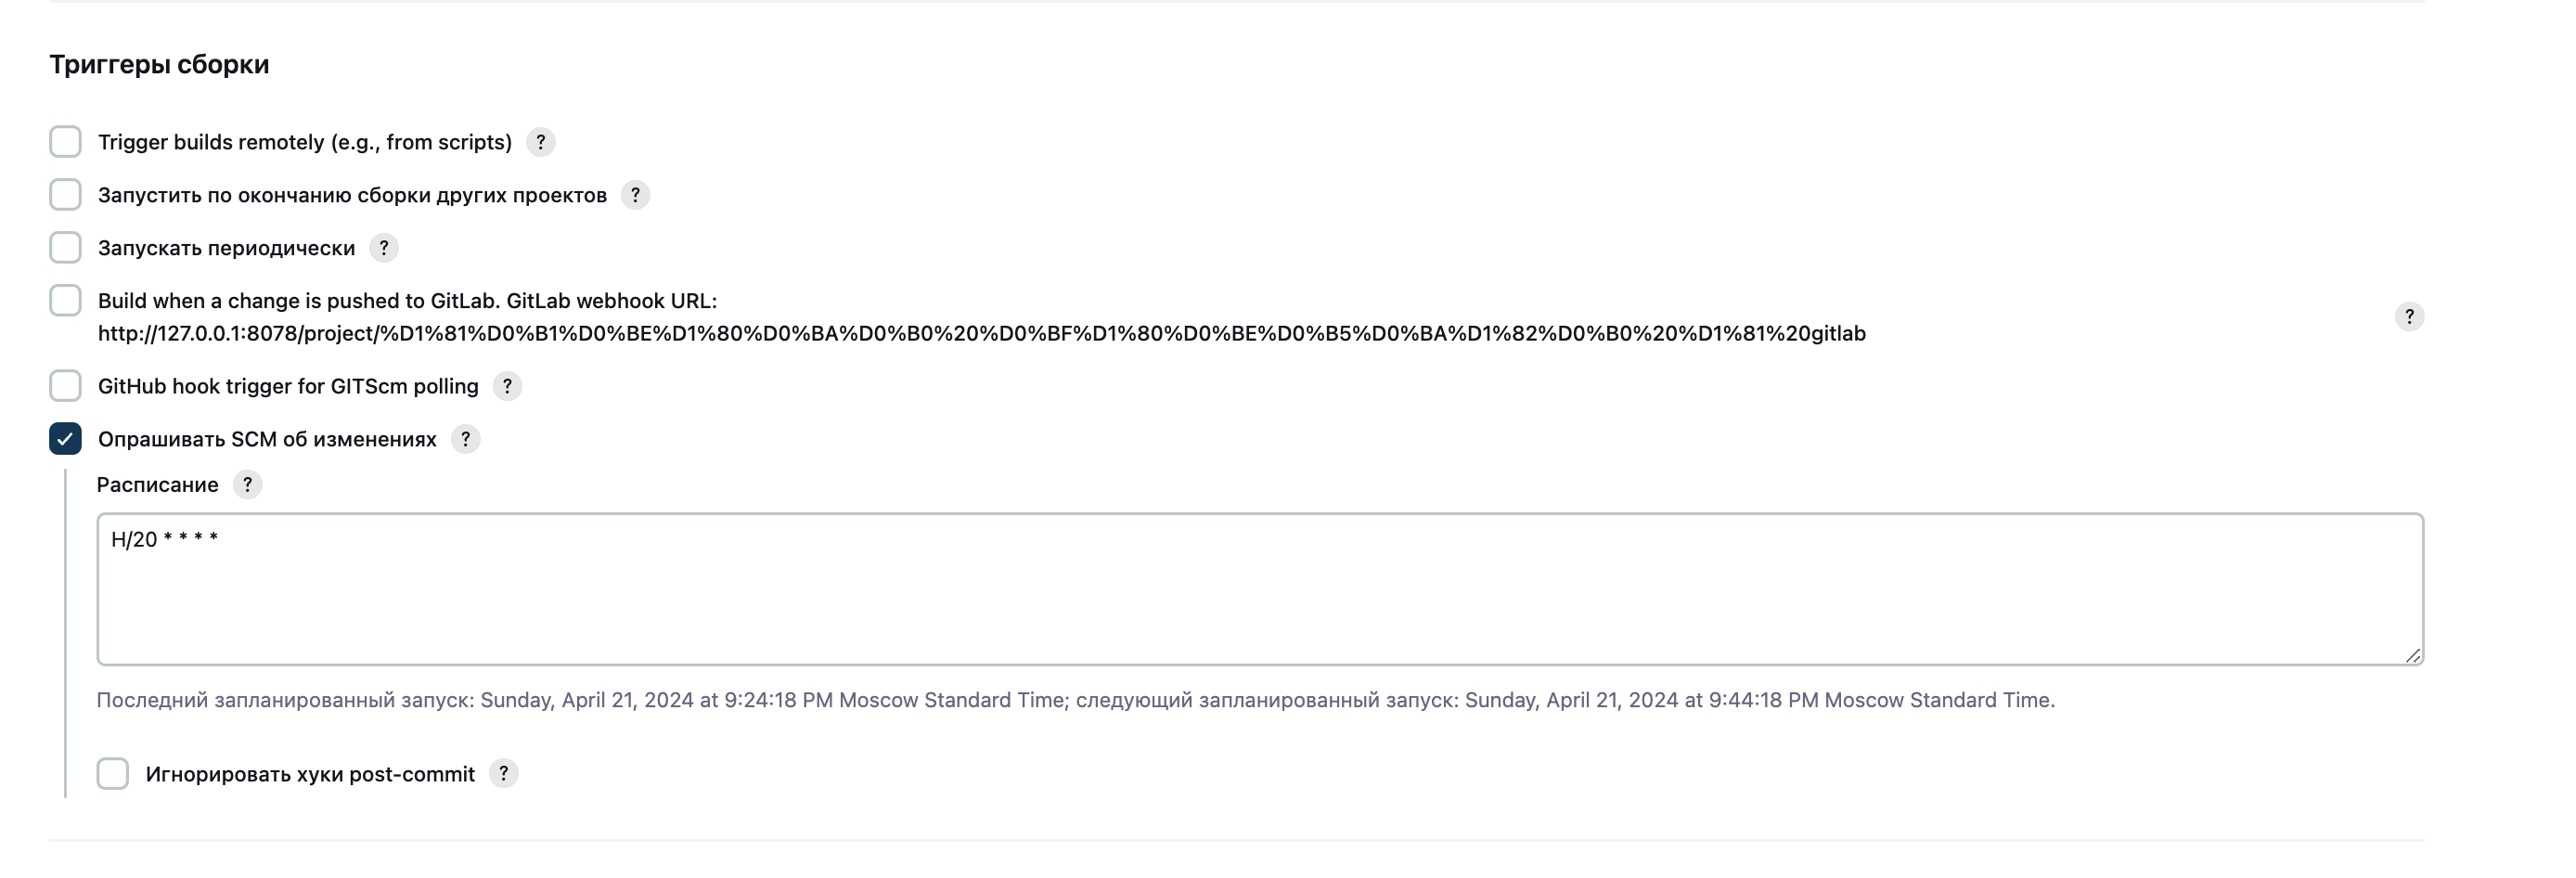 Триггеры сборки
Trigger builds remotely (e.g., from scripts) ?
Запустить по окончанию сборки других проектов ?
Запускать периодически ?
Build when a change is pushed to GitLab. GitLab webhook URL:
http://127.0.0.1:8078/project/%D1%81%D0%B1%D0%BE%D1%80%D0%BA%D0%B0%20%D0%BF%D1%80%D0%BE%D0%B5%D0%BA%D1%82%D0%B0%20%D1%81%20gitlab ?
GitHub hook trigger for GITScm polling ?
Опрашивать SCM об изменениях ?
Расписание ?
H/20 * * * *
Последний запланированный запуск: Sunday, April 21, 2024 at 9:24:18 PM Moscow Standard Time; следующий запланированный запуск: Sunday, April 21, 2024 at 9:44:18 PM Moscow Standard Time.
Игнорировать хуки post-commit ?